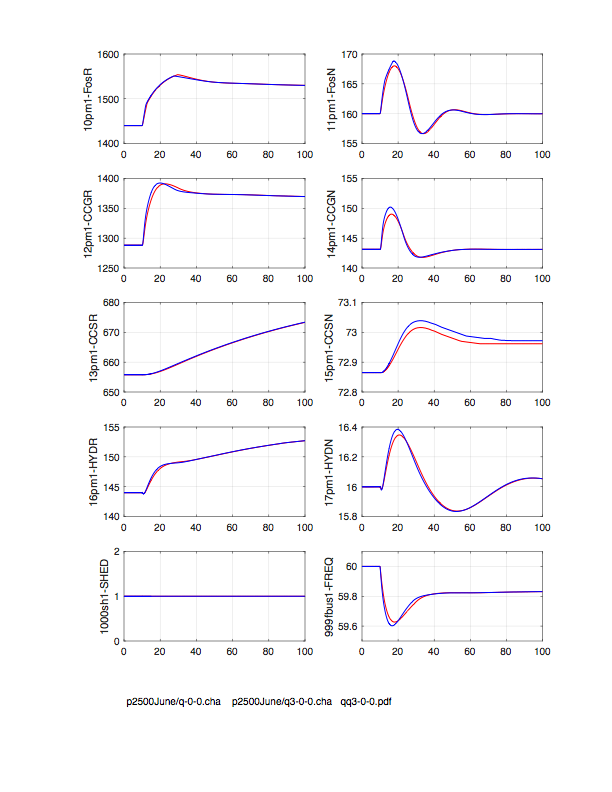 1600 170
1500 165
160
1400 155
10pm1-FosR 11pm1-FosN
0 20 40 60 80 100 0 20 40 60 80 100
1400 155
150
1300 145
1250 140
12pm1-CCGR 14pm1-CCGN
1350
0 20 40 60 80 100 0 20 40 60 80 100
680 73.1
670 73
660 72.9
650 72.8
13pm1-CCSR 15pm1-CCSN
0 20 40 60 80 100 0 20 40 60 80 100
155 16.4
150 16.2
145 16
140 15.8
16pm1-HYDR 17pm1-HYDN
0 20 40 60 80 100 0 20 40 60 80 100
2 60
1 59.8
0 59.6
1000sh1-SHED 999fbus1-FREQ
0 20 40 60 80 100 0 20 40 60 80 100
p2500June/q-0-0.cha p2500June/q3-0-0.cha qq3-0-0.pdf